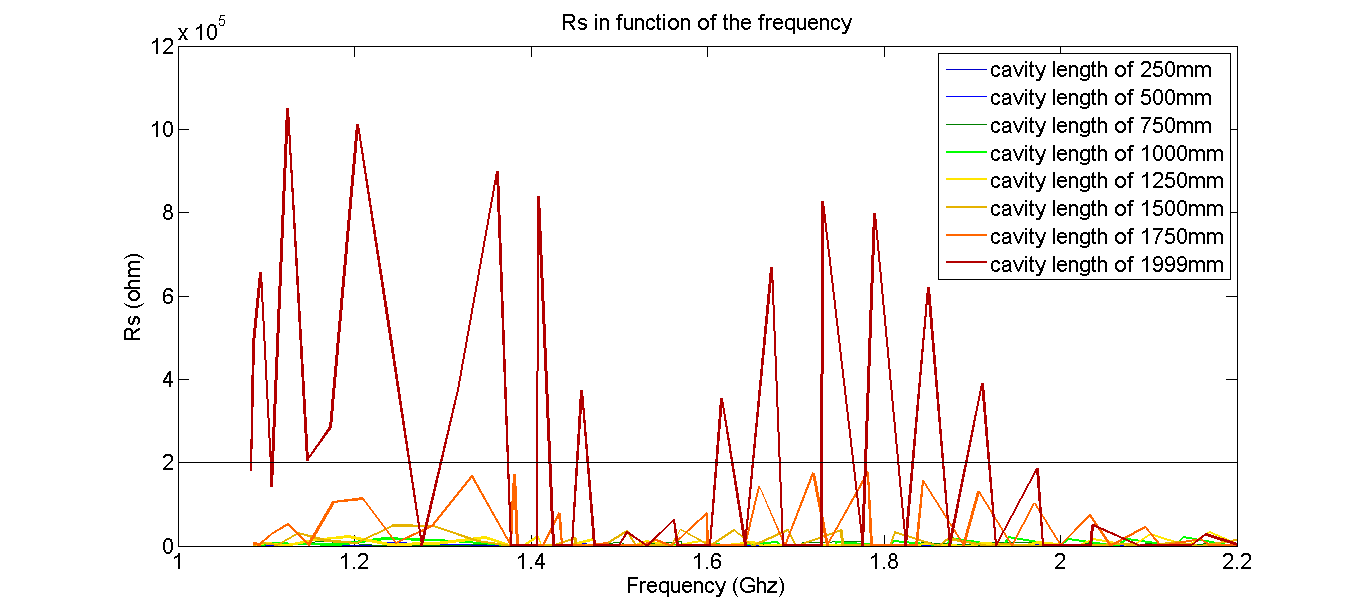 Rs in function of the frequency
x 10^5
12
10
8
6
4
2
0
Rs (ohm)
cavity length of 250mm
cavity length of 500mm
cavity length of 750mm
cavity length of 1000mm
cavity length of 1250mm
cavity length of 1500mm
cavity length of 1750mm
cavity length of 1999mm
1 1.2 1.4 1.6 1.8 2 2.2
Frequency (Ghz)